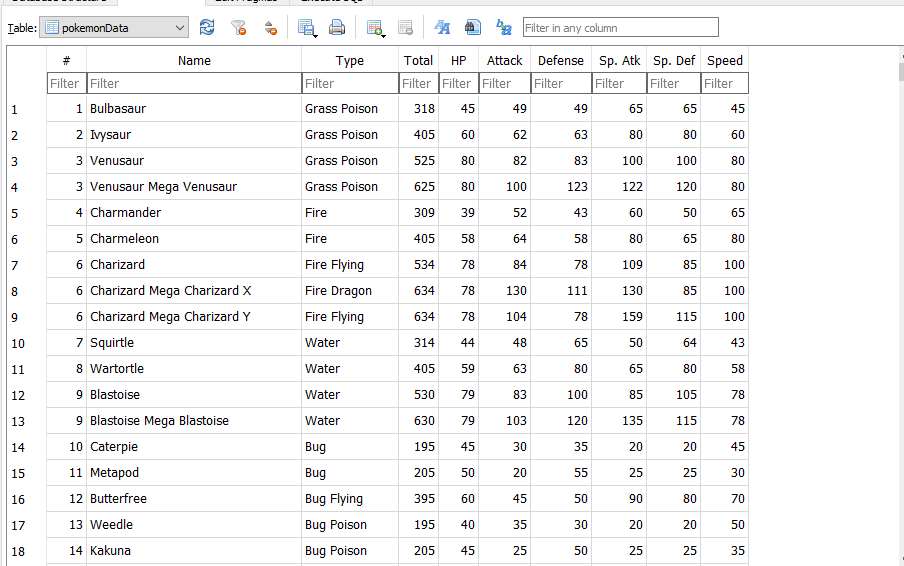 Table: pokemonData Filter in any column
# Name Type Total HP Attack Defense Sp. Atk Sp. Def Speed
Filter Filter Filter Filter Filter Filter Filter Filter Filter Filter
1 1 Bulbasaur Grass Poison 318 45 49 49 65 65 45
2 2 Ivysaur Grass Poison 405 60 62 63 80 80 60
3 3 Venusaur Grass Poison 525 80 82 83 100 100 80
4 3 Venusaur Mega Venusaur Grass Poison 625 80 100 123 122 120 80
5 4 Charmander Fire 309 39 52 43 60 50 65
6 5 Charmeleon Fire 405 58 64 58 80 65 80
7 6 Charizard Fire Flying 534 78 84 78 109 85 100
8 6 Charizard Mega Charizard X Fire Dragon 634 78 130 111 130 85 100
9 6 Charizard Mega Charizard Y Fire Flying 634 78 104 78 159 115 100
10 7 Squirtle Water 314 44 48 65 50 64 43
11 8 Wartortle Water 405 59 63 80 65 80 58
12 9 Blastoise Water 530 79 83 100 85 105 78
13 9 Blastoise Mega Blastoise Water 630 79 103 120 135 115 78
14 10 Caterpie Bug 195 45 30 35 20 20 45
15 11 Metapod Bug 205 50 20 55 25 25 30
16 12 Butterfree Bug Flying 395 60 45 50 90 80 70
17 13 Weedle Bug Poison 195 40 35 30 20 20 50
18 14 Kakuna Bug Poison 205 45 25 50 25 25 35